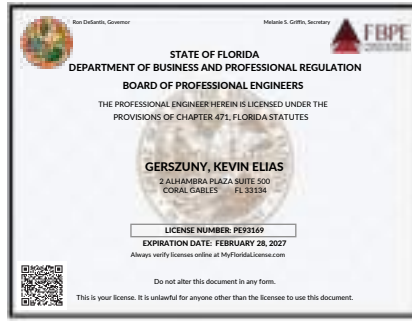 Ron DeSantis, Governor
Melanie S. Griffin, Secretary
FBPE
STATE OF FLORIDA
DEPARTMENT OF BUSINESS AND PROFESSIONAL REGULATION
BOARD OF PROFESSIONAL ENGINEERS
THE PROFESSIONAL ENGINEER HEREIN IS LICENSED UNDER THE
PROVISIONS OF CHAPTER 471, FLORIDA STATUTES
GERSZUNY, KEVIN ELIAS
2 ALHAMBRA PLAZA SUITE 500
CORAL GABLES FL 33134
LICENSE NUMBER: PE93169
EXPIRATION DATE: FEBRUARY 28, 2027
Always verify licenses online at MyFloridaLicense.com
Do not alter this document in any form.
This is your license. It is unlawful for anyone other than the licensee to use this document.